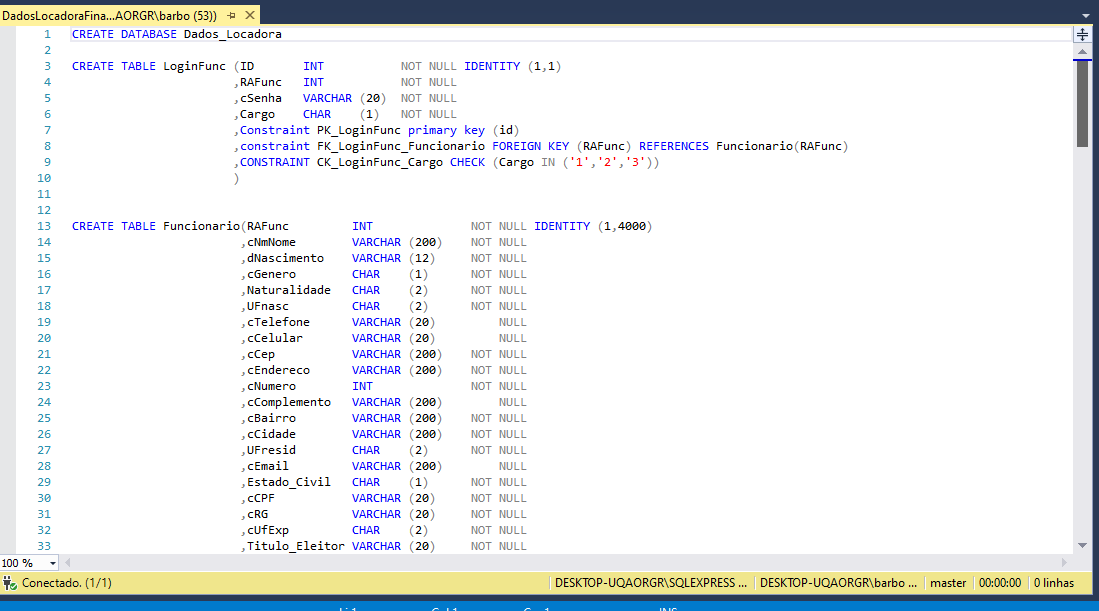 DadosLocadoraFina...AORGR\barbo (53))
1 CREATE DATABASE Dados_Locadora
2
3 CREATE TABLE LoginFunc (ID INT NOT NULL IDENTITY (1,1)
4 ,RAFunc INT NOT NULL
5 ,cSenha VARCHAR (20) NOT NULL
6 ,Cargo CHAR (1) NOT NULL
7 ,Constraint PK_LoginFunc primary key (id)
8 ,constraint FK_LoginFunc_Funcionario FOREIGN KEY (RAFunc) REFERENCES Funcionario(RAFunc)
9 ,CONSTRAINT CK_LoginFunc_Cargo CHECK (Cargo IN ('1','2','3'))
10 )
11
12
13 CREATE TABLE Funcionario(RAFunc INT NOT NULL IDENTITY (1,4000)
14 ,cNmNome VARCHAR (200) NOT NULL
15 ,dNascimento VARCHAR (12) NOT NULL
16 ,cGenero CHAR (1) NOT NULL
17 ,Naturalidade CHAR (2) NOT NULL
18 ,UFnasc CHAR (2) NOT NULL
19 ,cTelefone VARCHAR (20) NULL
20 ,cCelular VARCHAR (20) NULL
21 ,cCep VARCHAR (200) NOT NULL
22 ,cEndereco VARCHAR (200) NOT NULL
23 ,cNumero INT NOT NULL
24 ,cComplemento VARCHAR (200) NULL
25 ,cBairro VARCHAR (200) NOT NULL
26 ,cCidade VARCHAR (200) NOT NULL
27 ,UFresid CHAR (2) NOT NULL
28 ,cEmail VARCHAR (200) NULL
29 ,Estado_Civil CHAR (1) NOT NULL
30 ,cCPF VARCHAR (20) NOT NULL
31 ,cRG VARCHAR (20) NOT NULL
32 ,cUfExp CHAR (2) NOT NULL
33 ,Titulo_Eleitor VARCHAR (20) NOT NULL
100 %
Conectado. (1/1) DESKTOP-UQAORGR\SQLEXPRESS ... DESKTOP-UQAORGR\barbo ... master 00:00:00 0 linhas